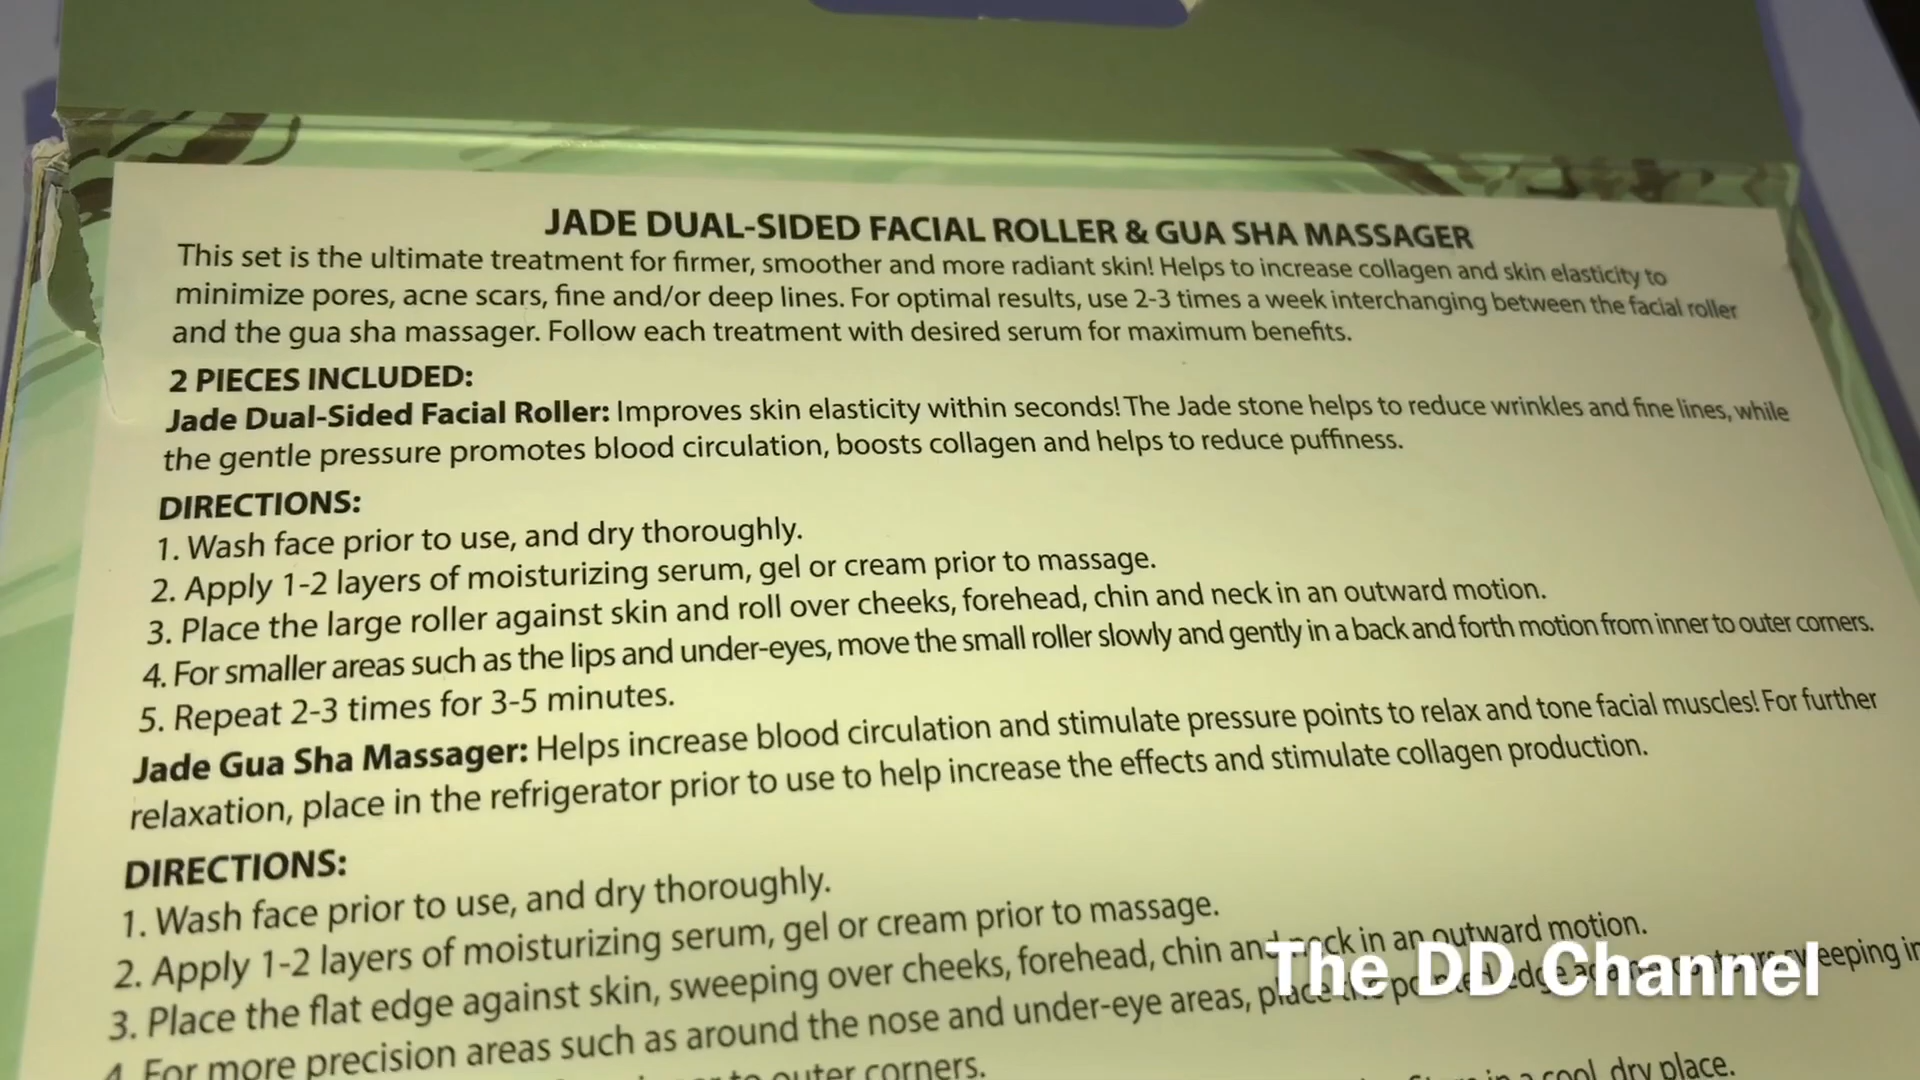 JADE DUAL-SIDED FACIAL ROLLER & GUA SHA MASSAGER
This set is the ultimate treatment for firmer, smoother and more radiant skin! Helps to increase collagen and skin elasticity to
minimize pores, acne scars, fine and/or deep lines. For optimal results, use 2-3 times a week interchanging between the facial roller
and the gua sha massager. Follow each treatment with desired serum for maximum benefits.
2 PIECES INCLUDED:
Jade Dual-Sided Facial Roller: Improves skin elasticity within seconds! The Jade stone helps to reduce wrinkles and fine lines, while
the gentle pressure promotes blood circulation, boosts collagen and helps to reduce puffiness.
DIRECTIONS:
1. Wash face prior to use, and dry thoroughly.
2. Apply 1-2 layers of moisturizing serum, gel or cream prior to massage.
3. Place the large roller against skin and roll over cheeks, forehead, chin and neck in an outward motion.
4. For smaller areas such as the lips and under-eyes, move the small roller slowly and gently in a back and forth motion from inner to outer corners.
5. Repeat 2-3 times for 3-5 minutes.
Jade Gua Sha Massager: Helps increase blood circulation and stimulate pressure points to relax and tone facial muscles! For further
relaxation, place in the refrigerator prior to use to help increase the effects and stimulate collagen production.
DIRECTIONS:
1. Wash face prior to use, and dry thoroughly.
2. Apply 1-2 layers of moisturizing serum, gel or cream prior to massage.
3. Place the flat edge against skin, sweeping over cheeks, forehead, chin and neck in an outward motion.
4. For more precision areas such as around the nose and under-eye areas, place the pointed edge sweeping in
to outer corners.
in a cool, dry place.
The DD Channel